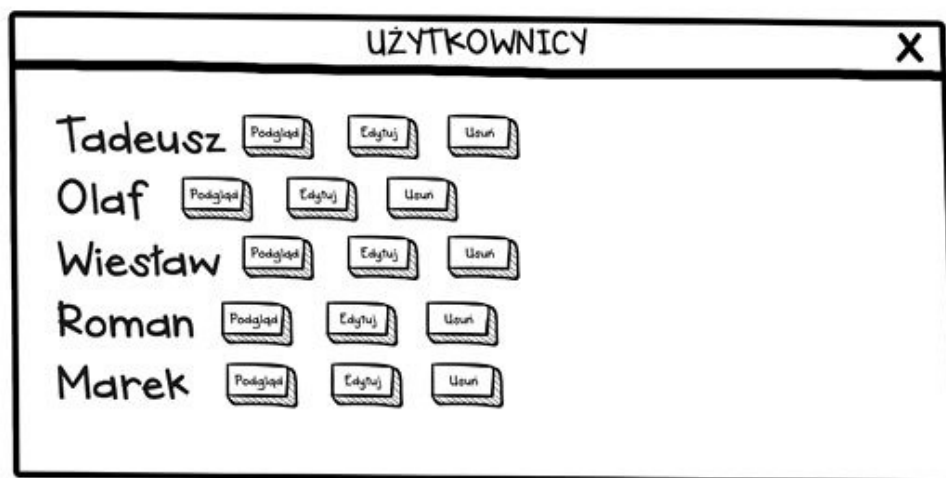 UŻYTKOWNICY X
Tadeusz Podgląd Edytuj Usuń
Olaf Podgląd Edytuj Usuń
Wiesław Podgląd Edytuj Usuń
Roman Podgląd Edytuj Usuń
Marek Podgląd Edytuj Usuń